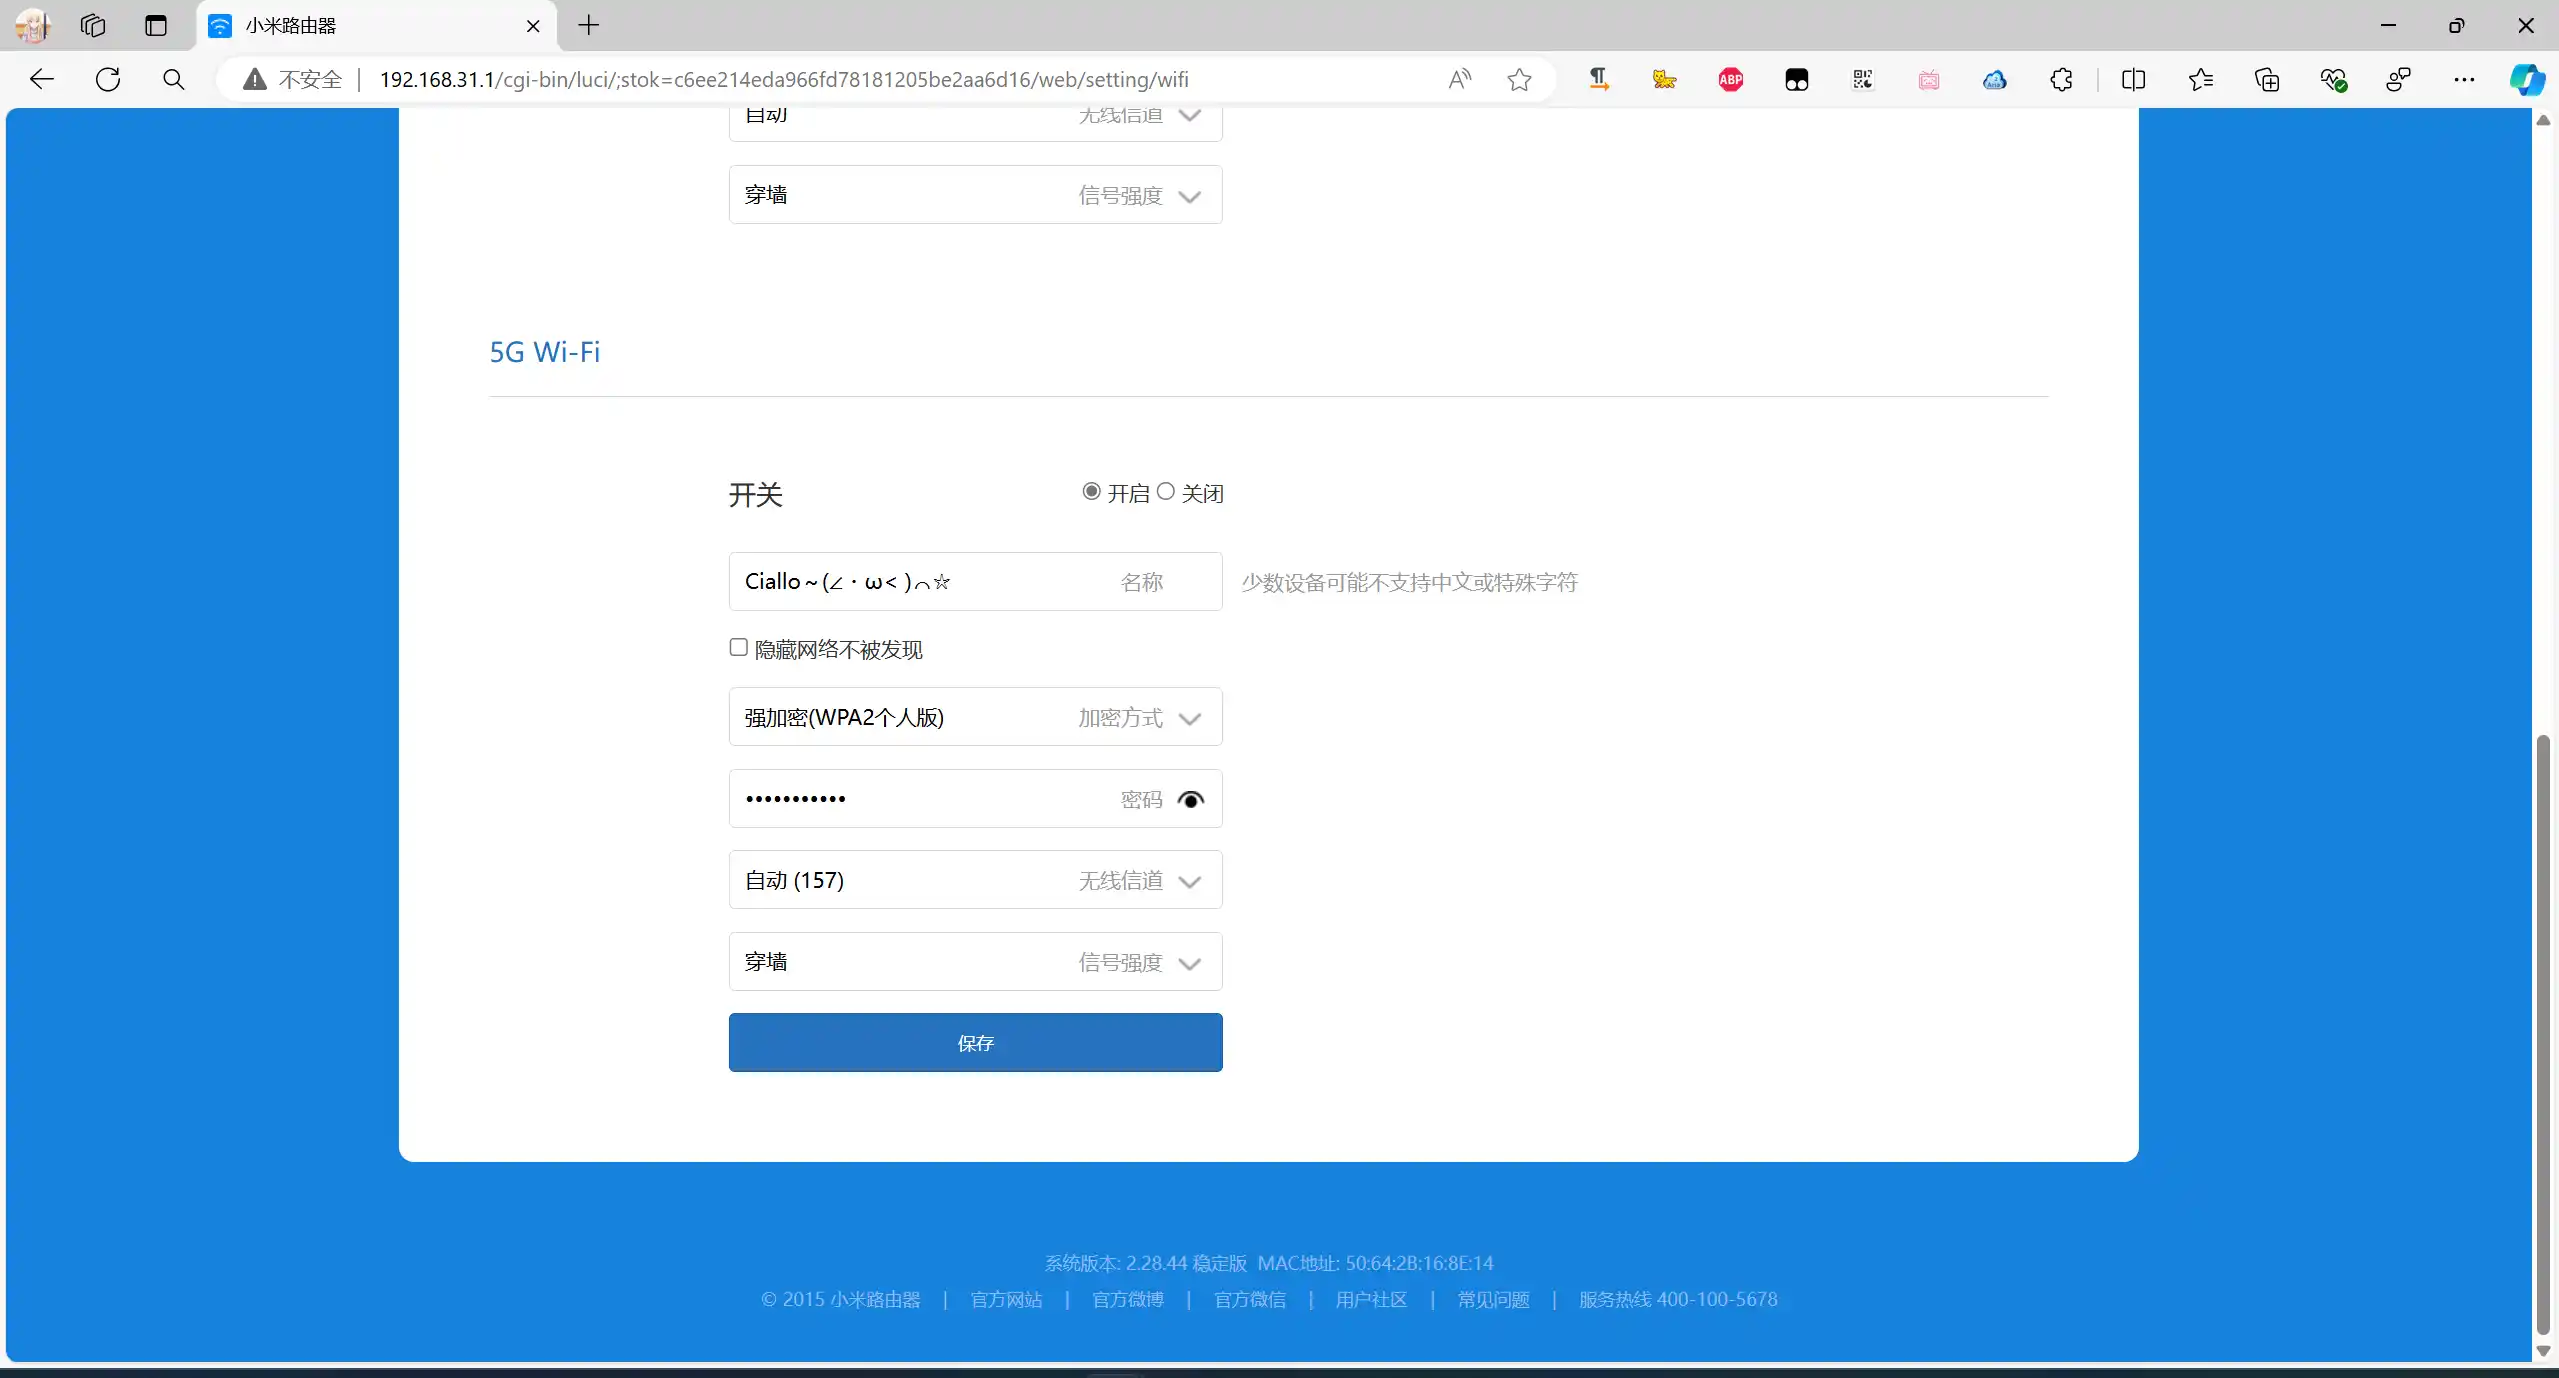 小米路由器
不安全 | 192.168.31.1/cgi-bin/luci/;stok=c6ee214eda966fd78181205be2aa6d16/web/setting/wifi
ABP
自动 无线信道
穿墙 信号强度
5G Wi-Fi
开关 开启 关闭
Ciallo～(∠・ω< )⌒☆ 名称 少数设备可能不支持中文或特殊字符
隐藏网络不被发现
强加密(WPA2个人版) 加密方式
••••••••••• 密码
自动 (157) 无线信道
穿墙 信号强度
保存
系统版本: 2.28.44 稳定版 MAC地址: 50:64:2B:16:8E:14
© 2015 小米路由器 | 官方网站 | 官方微博 | 官方微信 | 用户社区 | 常见问题 | 服务热线 400-100-5678